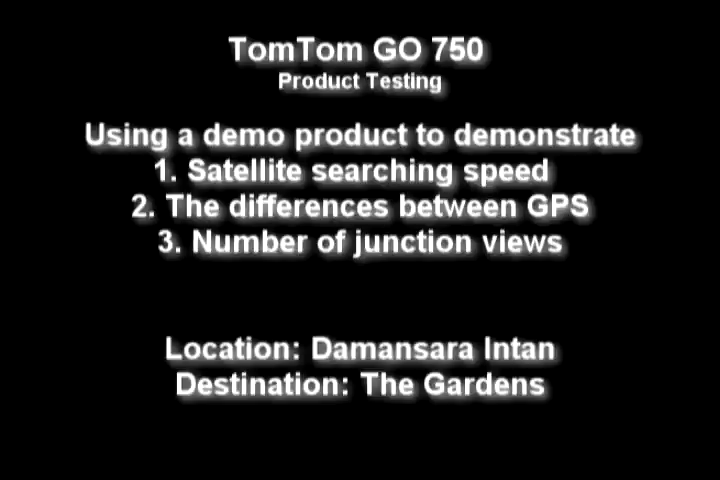 TomTom GO 750
Product Testing
Using a demo product to demonstrate
1. Satellite searching speed
2. The differences between GPS
3. Number of junction views
Location: Damansara Intan
Destination: The Gardens